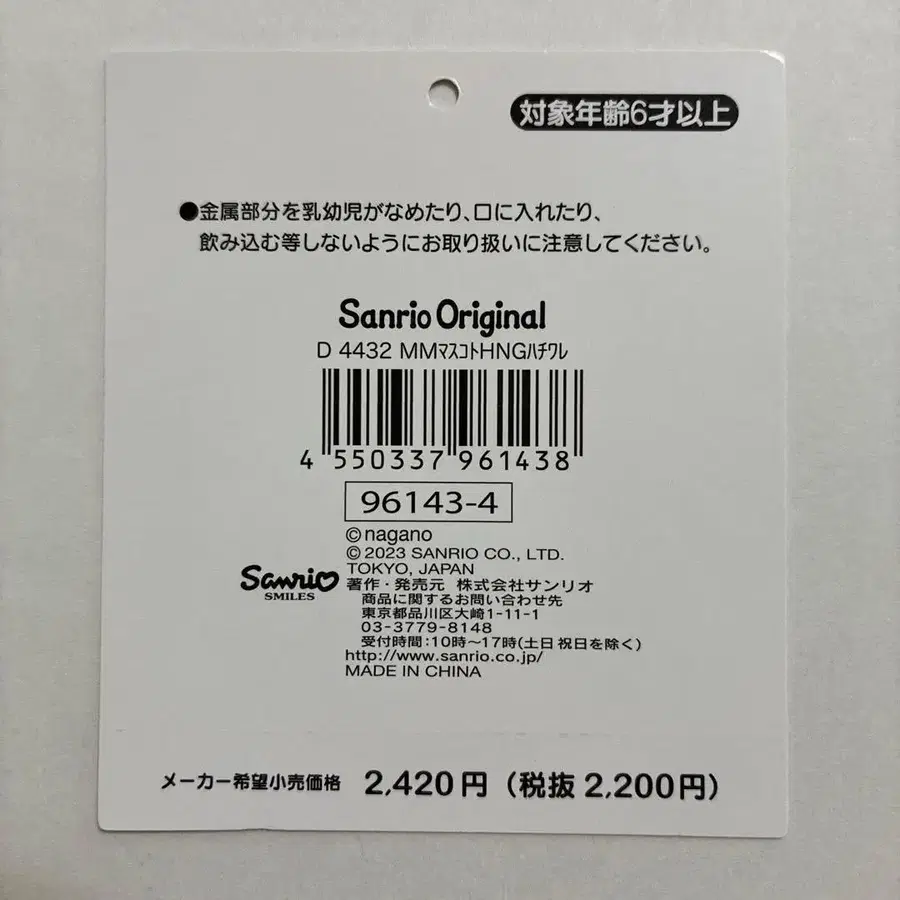 対象年齢6才以上
●金属部分を乳幼児がなめたり、口に入れたり、
飲み込む等しないようにお取り扱いに注意してください。
Sanrio Original
D 4432 MMﾏｽｺﾄHNGﾊﾁﾜﾚ
4 550337 961438
96143-4
©nagano
©2023 SANRIO CO., LTD.
TOKYO, JAPAN
Sanrio
SMILES
著作・発売元 株式会社サンリオ
商品に関するお問い合わせ先
東京都品川区大崎1-11-1
03-3779-8148
受付時間:10時〜17時(土日 祝日を除く)
http://www.sanrio.co.jp/
MADE IN CHINA
メーカー希望小売価格 2,420円 (税抜 2,200円)